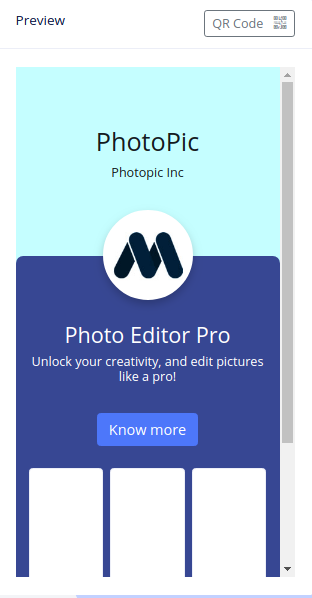 Preview
QR Code
PhotoPic
Photopic Inc
Photo Editor Pro
Unlock your creativity, and edit pictures
like a pro!
Know more